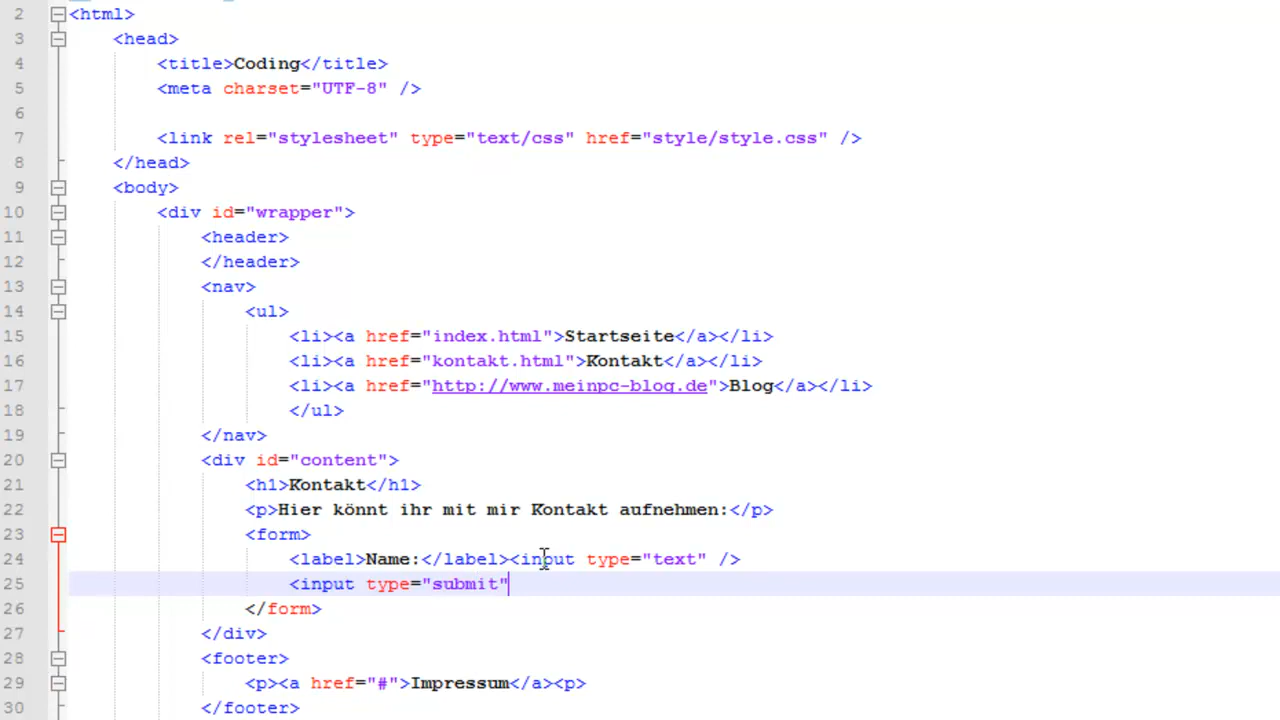 2 <html>
3 <head>
4 <title>Coding</title>
5 <meta charset="UTF-8" />
6
7 <link rel="stylesheet" type="text/css" href="style/style.css" />
8 </head>
9 <body>
10 <div id="wrapper">
11 <header>
12 </header>
13 <nav>
14 <ul>
15 <li><a href="index.html">Startseite</a></li>
16 <li><a href="kontakt.html">Kontakt</a></li>
17 <li><a href="http://www.meinpc-blog.de">Blog</a></li>
18 </ul>
19 </nav>
20 <div id="content">
21 <h1>Kontakt</h1>
22 <p>Hier könnt ihr mit mir Kontakt aufnehmen:</p>
23 <form>
24 <label>Name:</label><input type="text" />
25 <input type="submit"
26 </form>
27 </div>
28 <footer>
29 <p><a href="#">Impressum</a><p>
30 </footer>